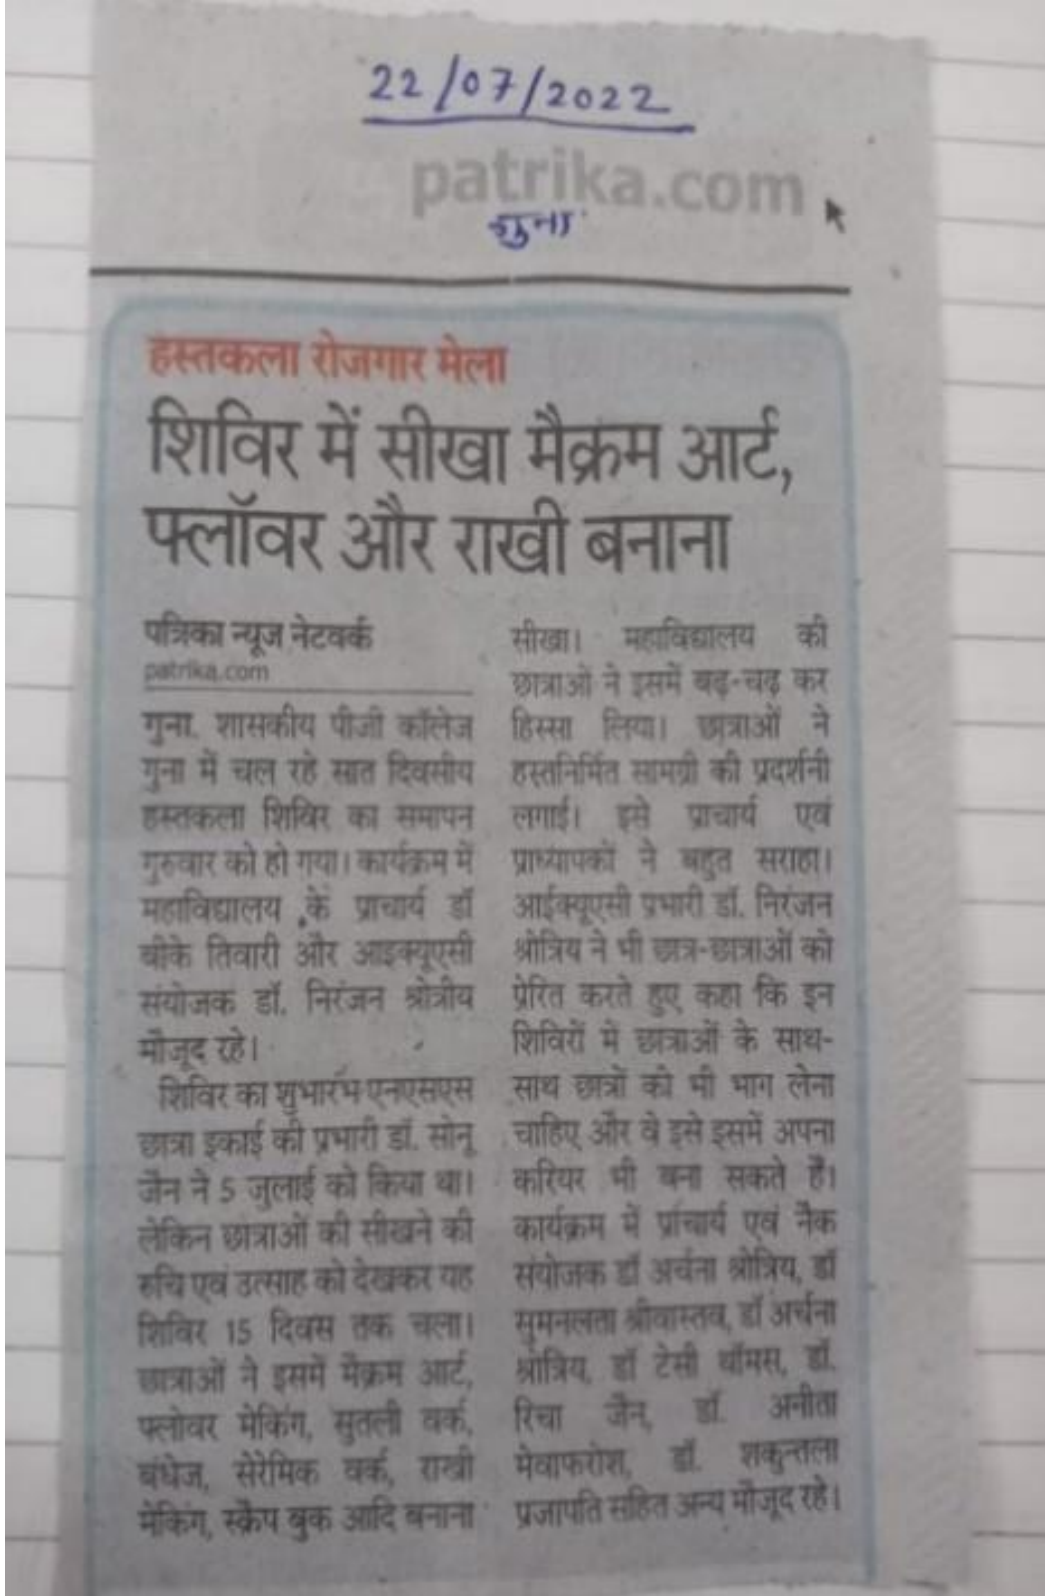 22/07/2022
patrika.com
गुना
हस्तकला रोजगार मेला
शिविर में सीखा मैक्रम आर्ट,
फ्लॉवर और राखी बनाना
पत्रिका न्यूज नेटवर्क
patrika.com
गुना. शासकीय पीजी कॉलेज
गुना में चल रहे सात दिवसीय
हस्तकला शिविर का समापन
गुरुवार को हो गया। कार्यक्रम में
महाविद्यालय के प्राचार्य डॉ
बीके तिवारी और आइक्यूएसी
संयोजक डॉ. निरंजन श्रोत्रीय
मौजूद रहे।
शिविर का शुभारंभ एनएसएस
छात्रा इकाई की प्रभारी डॉ. सोनू
जैन ने 5 जुलाई को किया था।
लेकिन छात्राओं की सीखने की
रुचि एवं उत्साह को देखकर यह
शिविर 15 दिवस तक चला।
छात्राओं ने इसमें मैक्रम आर्ट,
फ्लोवर मेकिंग, सुतली वर्क,
बंधेज, सेरेमिक वर्क, राखी
मेकिंग, स्क्रैप बुक आदि बनाना
सीखा। महाविद्यालय की
छात्राओं ने इसमें बढ़-चढ़ कर
हिस्सा लिया। छात्राओं ने
हस्तनिर्मित सामग्री की प्रदर्शनी
लगाई। इसे प्राचार्य एवं
प्राध्यापकों ने बहुत सराहा।
आईक्यूएसी प्रभारी डॉ. निरंजन
श्रोत्रिय ने भी छात्र-छात्राओं को
प्रेरित करते हुए कहा कि इन
शिविरों में छात्राओं के साथ-
साथ छात्रों को भी भाग लेना
चाहिए और वे इसे इसमें अपना
करियर भी बना सकते हैं।
कार्यक्रम में प्राचार्य एवं नैक
संयोजक डॉ अर्चना श्रोत्रिय, डॉ
सुमनलता श्रीवास्तव, डॉ अर्चना
श्रोत्रिय, डॉ टेसी थॉमस, डॉ.
रिचा जैन, डॉ. अनीता
मेवाफरोश, डॉ. शकुन्तला
प्रजापति सहित अन्य मौजूद रहे।